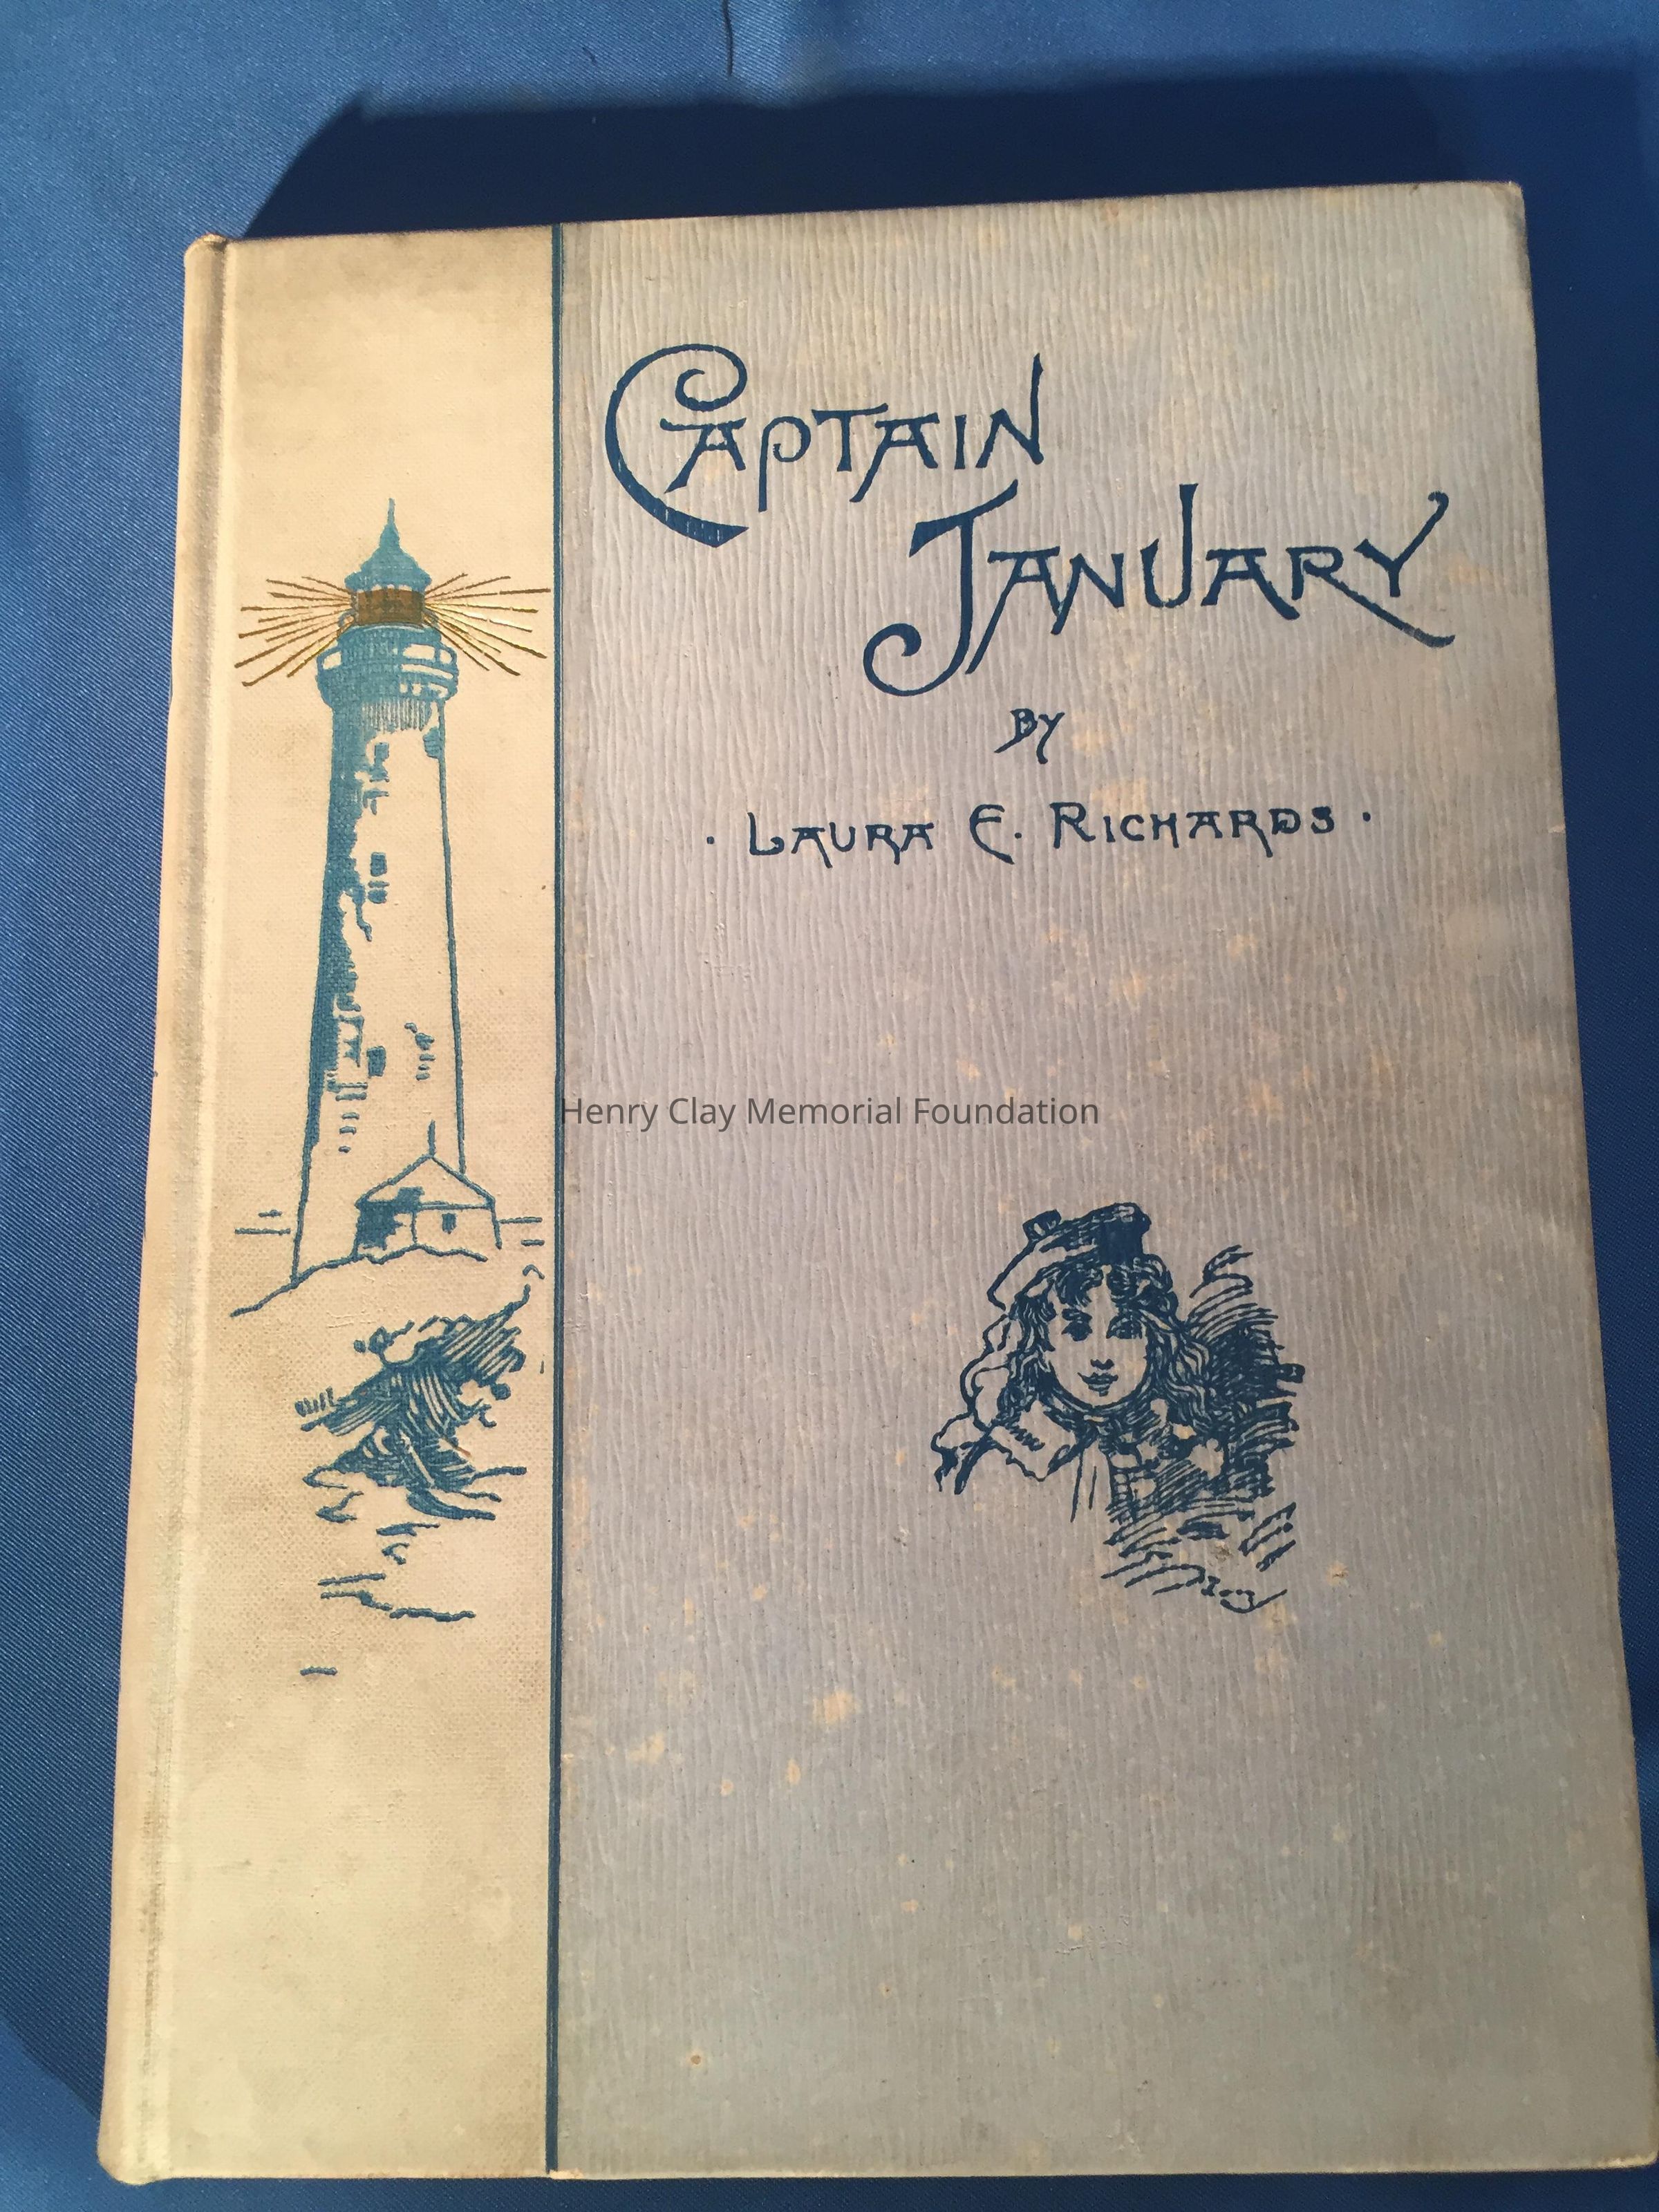 CAPTAIN
JANUARY
BY
· LAURA E. RICHARDS ·
Henry Clay Memorial Foundation